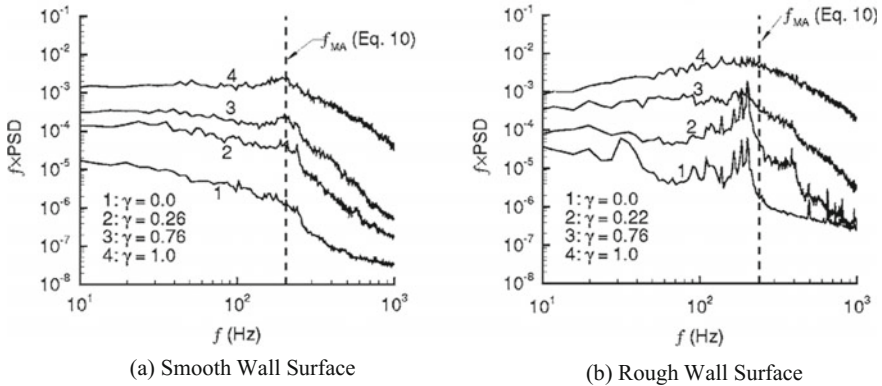 f_MA (Eq. 10)
f×PSD
10^-1
10^-2
10^-3
10^-4
10^-5
10^-6
10^-7
10^-8
4
3
2
1
1: γ = 0.0
2: γ = 0.26
3: γ = 0.76
4: γ = 1.0
10^1
10^2
10^3
f (Hz)
(a) Smooth Wall Surface
f_MA (Eq. 10)
f×PSD
10^-1
10^-2
10^-3
10^-4
10^-5
10^-6
10^-7
10^-8
4
3
2
1
1: γ = 0.0
2: γ = 0.22
3: γ = 0.76
4: γ = 1.0
10^1
10^2
10^3
f (Hz)
(b) Rough Wall Surface